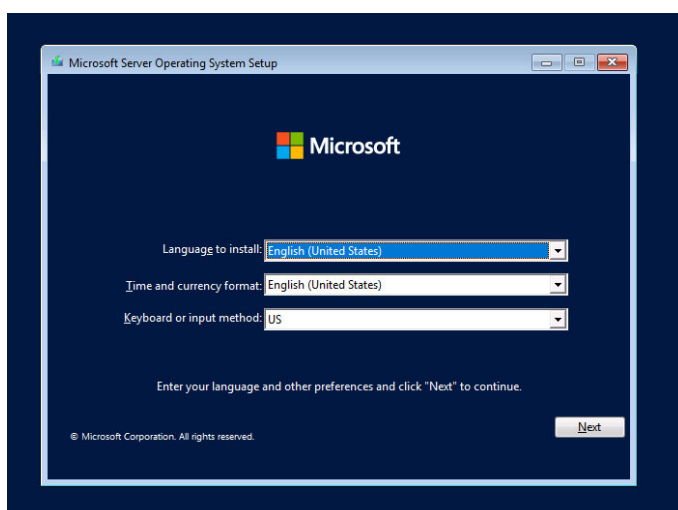 Microsoft Server Operating System Setup
Microsoft
Language to install: English (United States)
Time and currency format: English (United States)
Keyboard or input method: US
Enter your language and other preferences and click "Next" to continue.
Next
© Microsoft Corporation. All rights reserved.